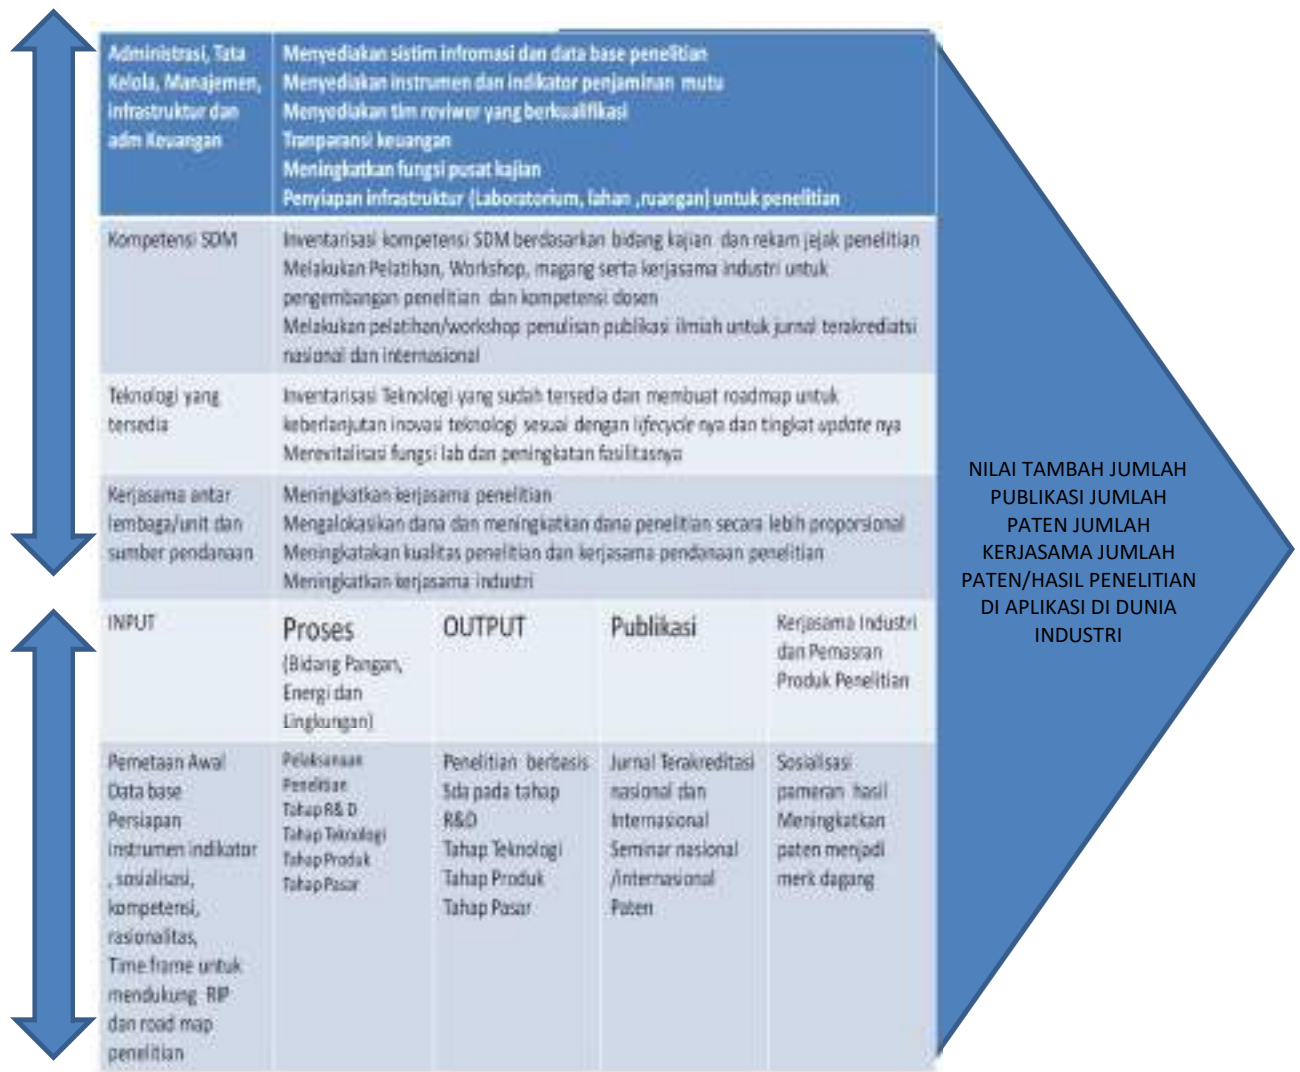 Administrasi, Tata
Kelola, Manajemen,
infrastruktur dan
adm Keuangan
Menyediakan sistim infromasi dan data base penelitian
Menyediakan instrumen dan indikator penjaminan mutu
Menyediakan tim reviwer yang berkualifikasi
Tranparansi keuangan
Meningkatkan fungsi pusat kajian
Penyiapan infrastruktur (Laboratorium, lahan ,ruangan) untuk penelitian
Kompetensi SDM
Inventarisasi kompetensi SDM berdasarkan bidang kajian dan rekam jejak penelitian
Melakukan Pelatihan, Workshop, magang serta kerjasama industri untuk
pengembangan penelitian dan kompetensi dosen
Melakukan pelatihan/workshop penulisan publikasi ilmiah untuk jurnal terakrediatsi
nasional dan internasional
Teknologi yang
tersedia
Inventarisasi Teknologi yang sudah tersedia dan membuat roadmap untuk
keberlanjutan inovasi teknologi sesuai dengan lifecycle nya dan tingkat update nya
Merevitalisasi fungsi lab dan peningkatan fasilitasnya
Kerjasama antar
lembaga/unit dan
sumber pendanaan
Meningkatkan kerjasama penelitian
Mengalokasikan dana dan meningkatkan dana penelitian secara lebih proporsional
Meningkatakan kualitas penelitian dan kerjasama pendanaan penelitian
Meningkatkan kerjasama industri
INPUT
Proses
(Bidang Pangan,
Energi dan
Lingkungan)
OUTPUT
Publikasi
Kerjasama Industri
dan Pemasran
Produk Penelitian
Pemetaan Awal
Data base
Persiapan
instrumen indikator
, sosialisasi,
kompetensi,
rasionalitas,
Time frame untuk
mendukung RIP
dan road map
penelitian
Pelaksanaan
Penelitian
Tahap R& D
Tahap Teknologi
Tahap Produk
Tahap Pasar
Penelitian berbasis
Sda pada tahap
R&D
Tahap Teknologi
Tahap Produk
Tahap Pasar
Jurnal Terakreditasi
nasional dan
Internasional
Seminar nasional
/internasional
Paten
Sosialisasi
pameran hasil
Meningkatkan
paten menjadi
merk dagang
NILAI TAMBAH JUMLAH
PUBLIKASI JUMLAH
PATEN JUMLAH
KERJASAMA JUMLAH
PATEN/HASIL PENELITIAN
DI APLIKASI DI DUNIA
INDUSTRI